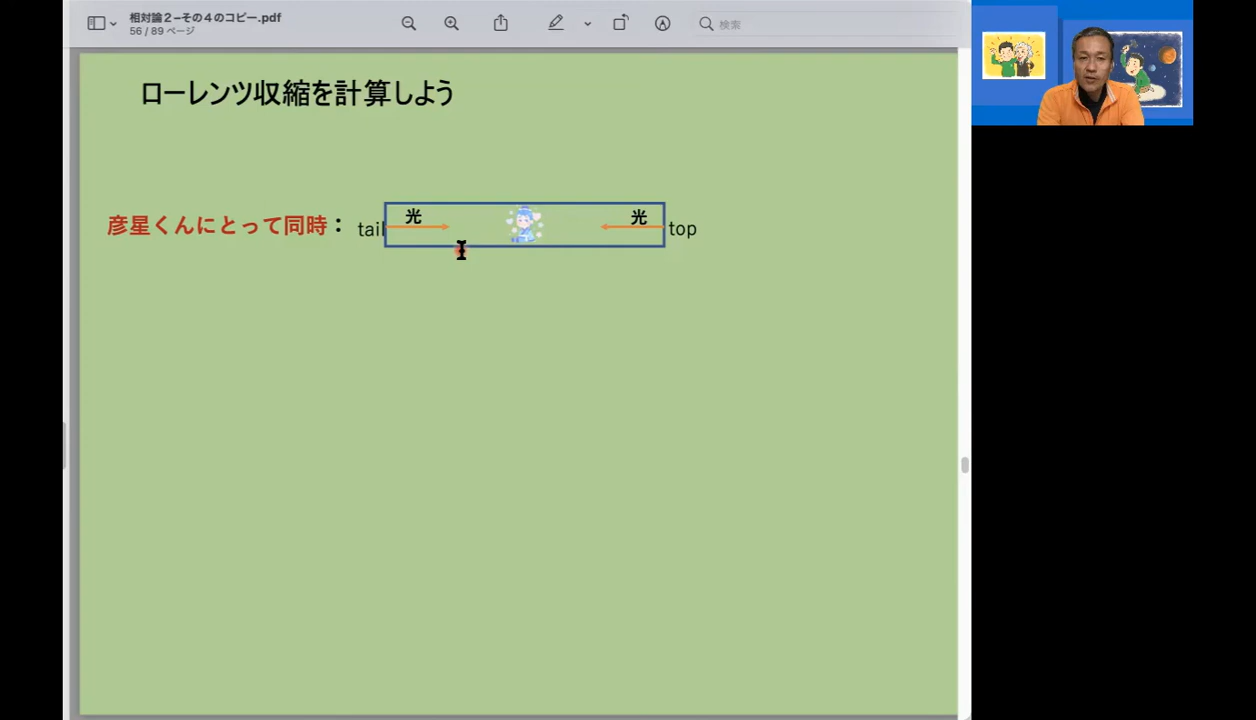 相対論２−その４のコピー.pdf
56 / 89 ページ
検索
ローレンツ収縮を計算しよう
彦星くんにとって同時： tail 光 光 top